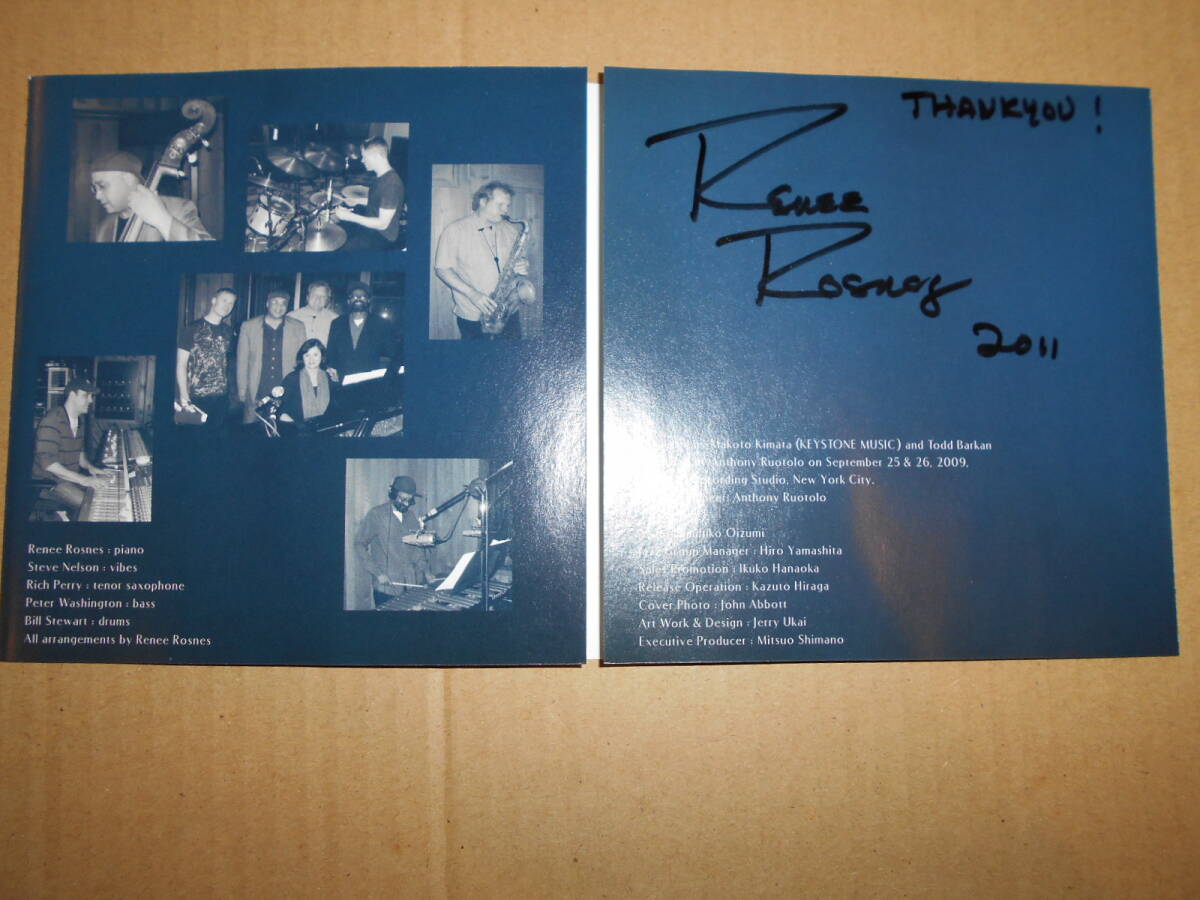 Renee Rosnes : piano
Steve Nelson : vibes
Rich Perry : tenor saxophone
Peter Washington : bass
Bill Stewart : drums
All arrangements by Renee Rosnes
THANKYOU !
RENEE
ROSNES
2011
Makoto Kimata (KEYSTONE MUSIC) and Todd Barkan
Anthony Ruotolo on September 25 & 26, 2009,
Recording Studio, New York City.
Anthony Ruotolo
Oizumi
Group Manager : Hiro Yamashita
Sales Promotion : Ikuko Hanaoka
Release Operation : Kazuto Hiraga
Cover Photo : John Abbott
Art Work & Design : Jerry Ukai
Executive Producer : Mitsuo Shimano